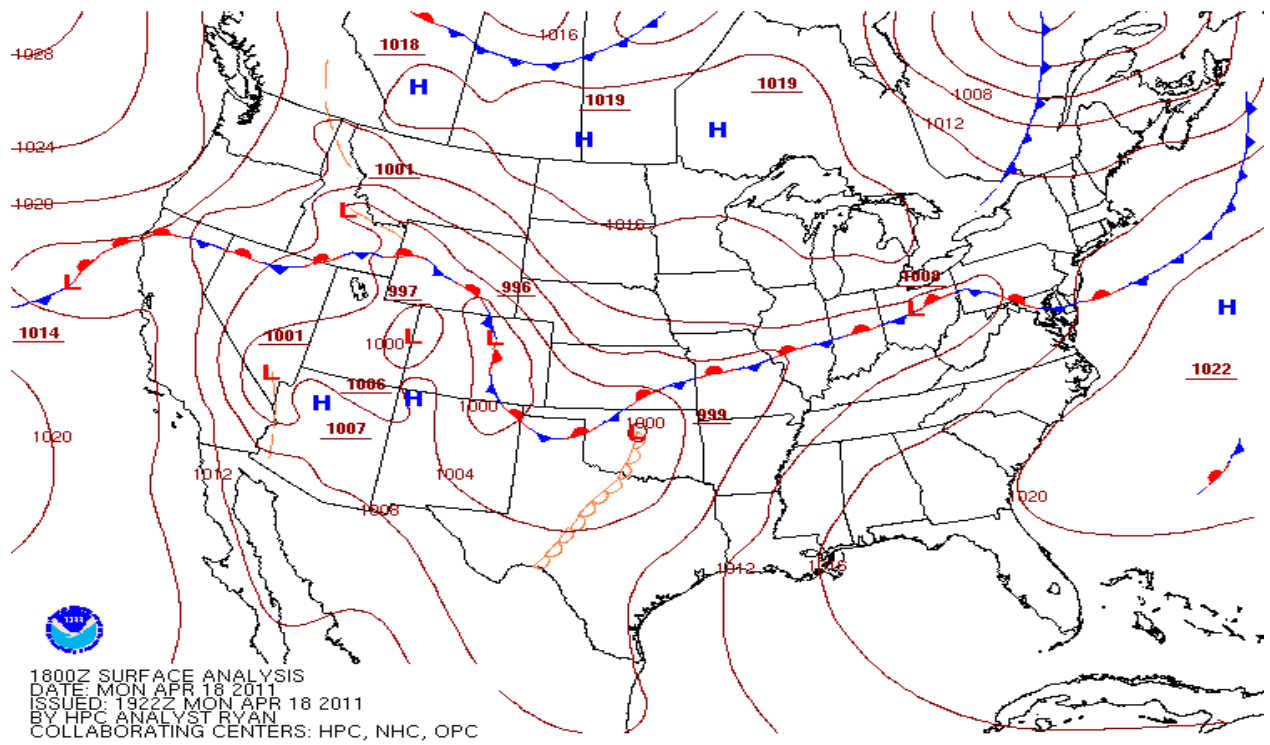 1016
1028
1018
H
1019
1019
1008
H
1012
H
1024
1001
1028
L
1016
L
997
996
1008
L
H
1014
1001
L
L
1000
L
1006
1022
H
H
1000
999
1000
L
1007
1020
1012
1004
1020
1008
1012
1016
1800Z SURFACE ANALYSIS
DATE: MON APR 18 2011
ISSUED: 1922Z MON APR 18 2011
BY HPC ANALYST RYAN
COLLABORATING CENTERS: HPC, NHC, OPC